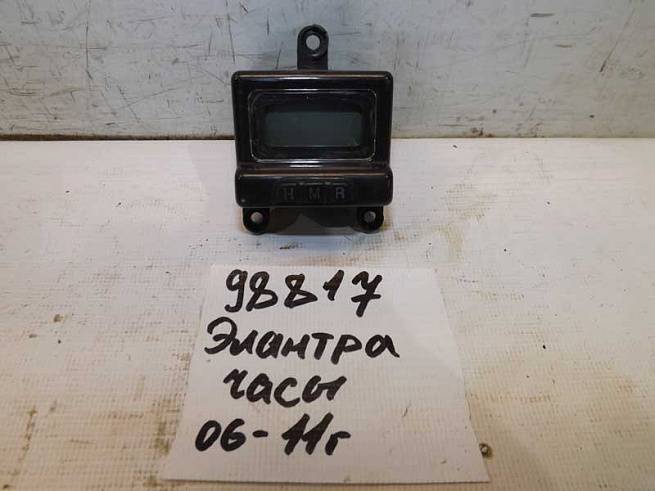 H M R
98817
Элантра
часы
06-11г